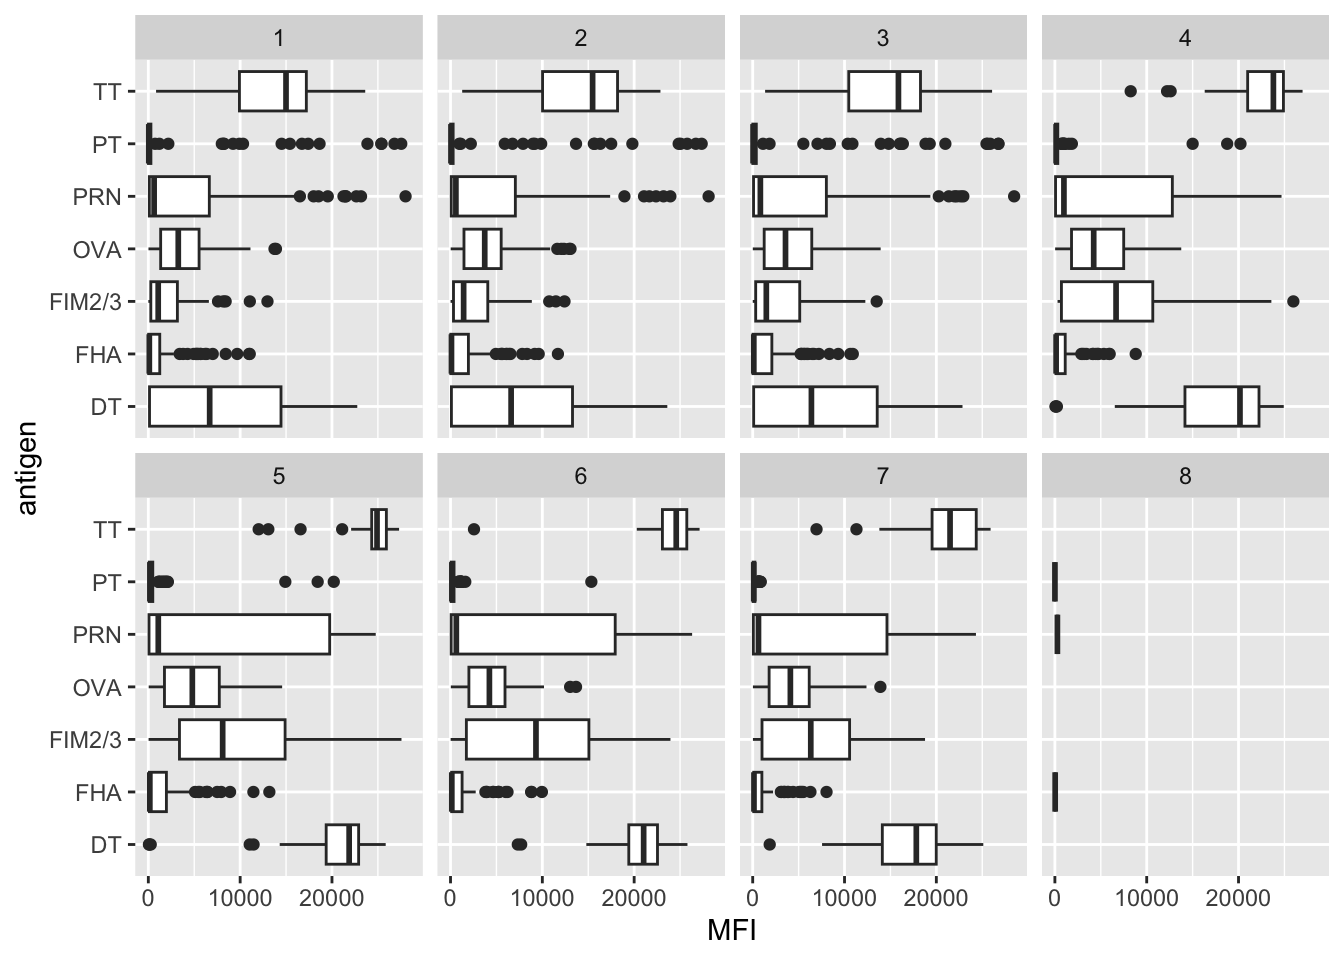 1 2 3 4
TT
PT
PRN
OVA
FIM2/3
FHA
DT
antigen
5 6 7 8
TT
PT
PRN
OVA
FIM2/3
FHA
DT
0 10000 20000 0 10000 20000 0 10000 20000 0 10000 20000
MFI